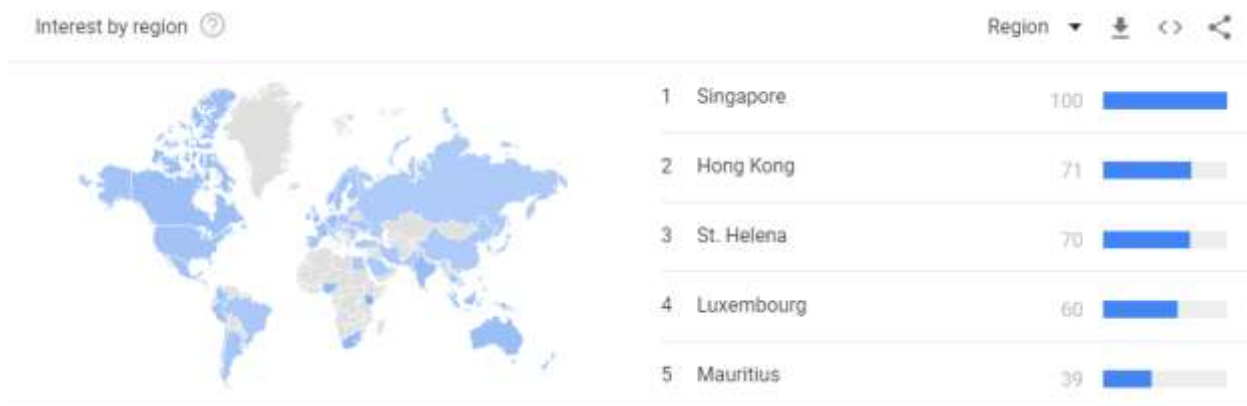 Interest by region
Region
1 Singapore 100
2 Hong Kong 71
3 St. Helena 70
4 Luxembourg 60
5 Mauritius 39